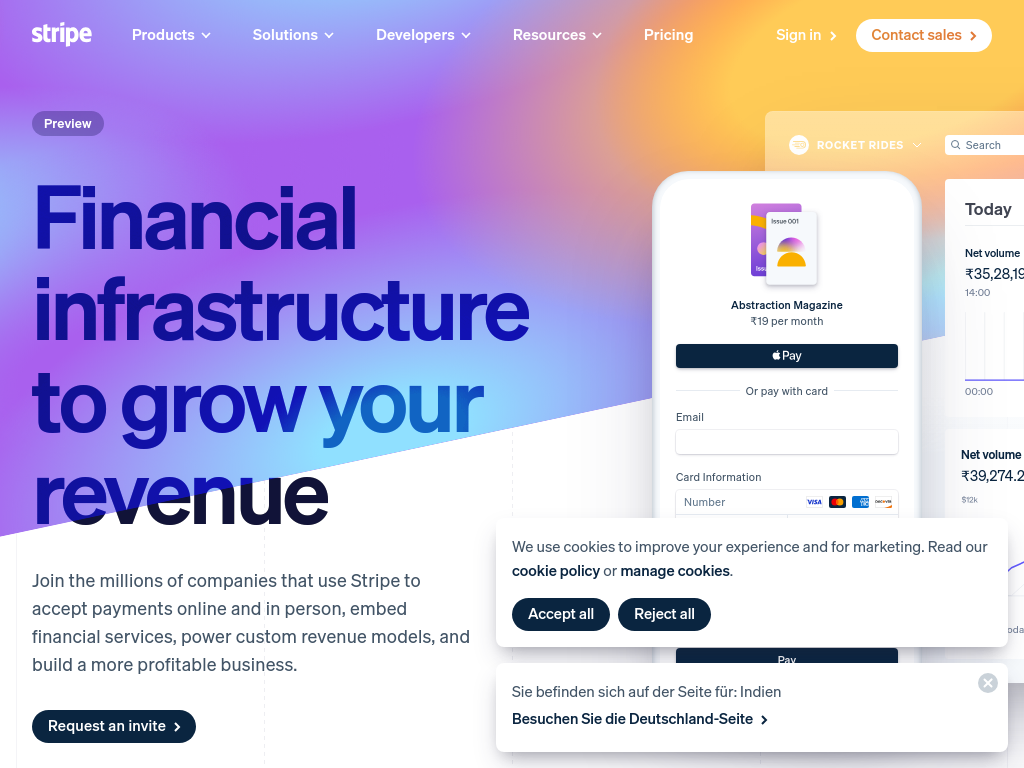 stripe
Products
Solutions
Developers
Resources
Pricing
Sign in
Contact sales
Preview
Financial
infrastructure
to grow your
revenue
Join the millions of companies that use Stripe to
accept payments online and in person, embed
financial services, power custom revenue models, and
build a more profitable business.
Request an invite
ROCKET RIDES
Search
Today
Net volume
₹35,28,19
14:00
00:00
Net volume
₹39,274.2
$12k
Issue 001
Abstraction Magazine
₹19 per month
Pay
Or pay with card
Email
Card Information
Number
VISA
DISCOVER
We use cookies to improve your experience and for marketing. Read our
cookie policy or manage cookies.
Accept all
Reject all
Pay
Sie befinden sich auf der Seite für: Indien
Besuchen Sie die Deutschland-Seite